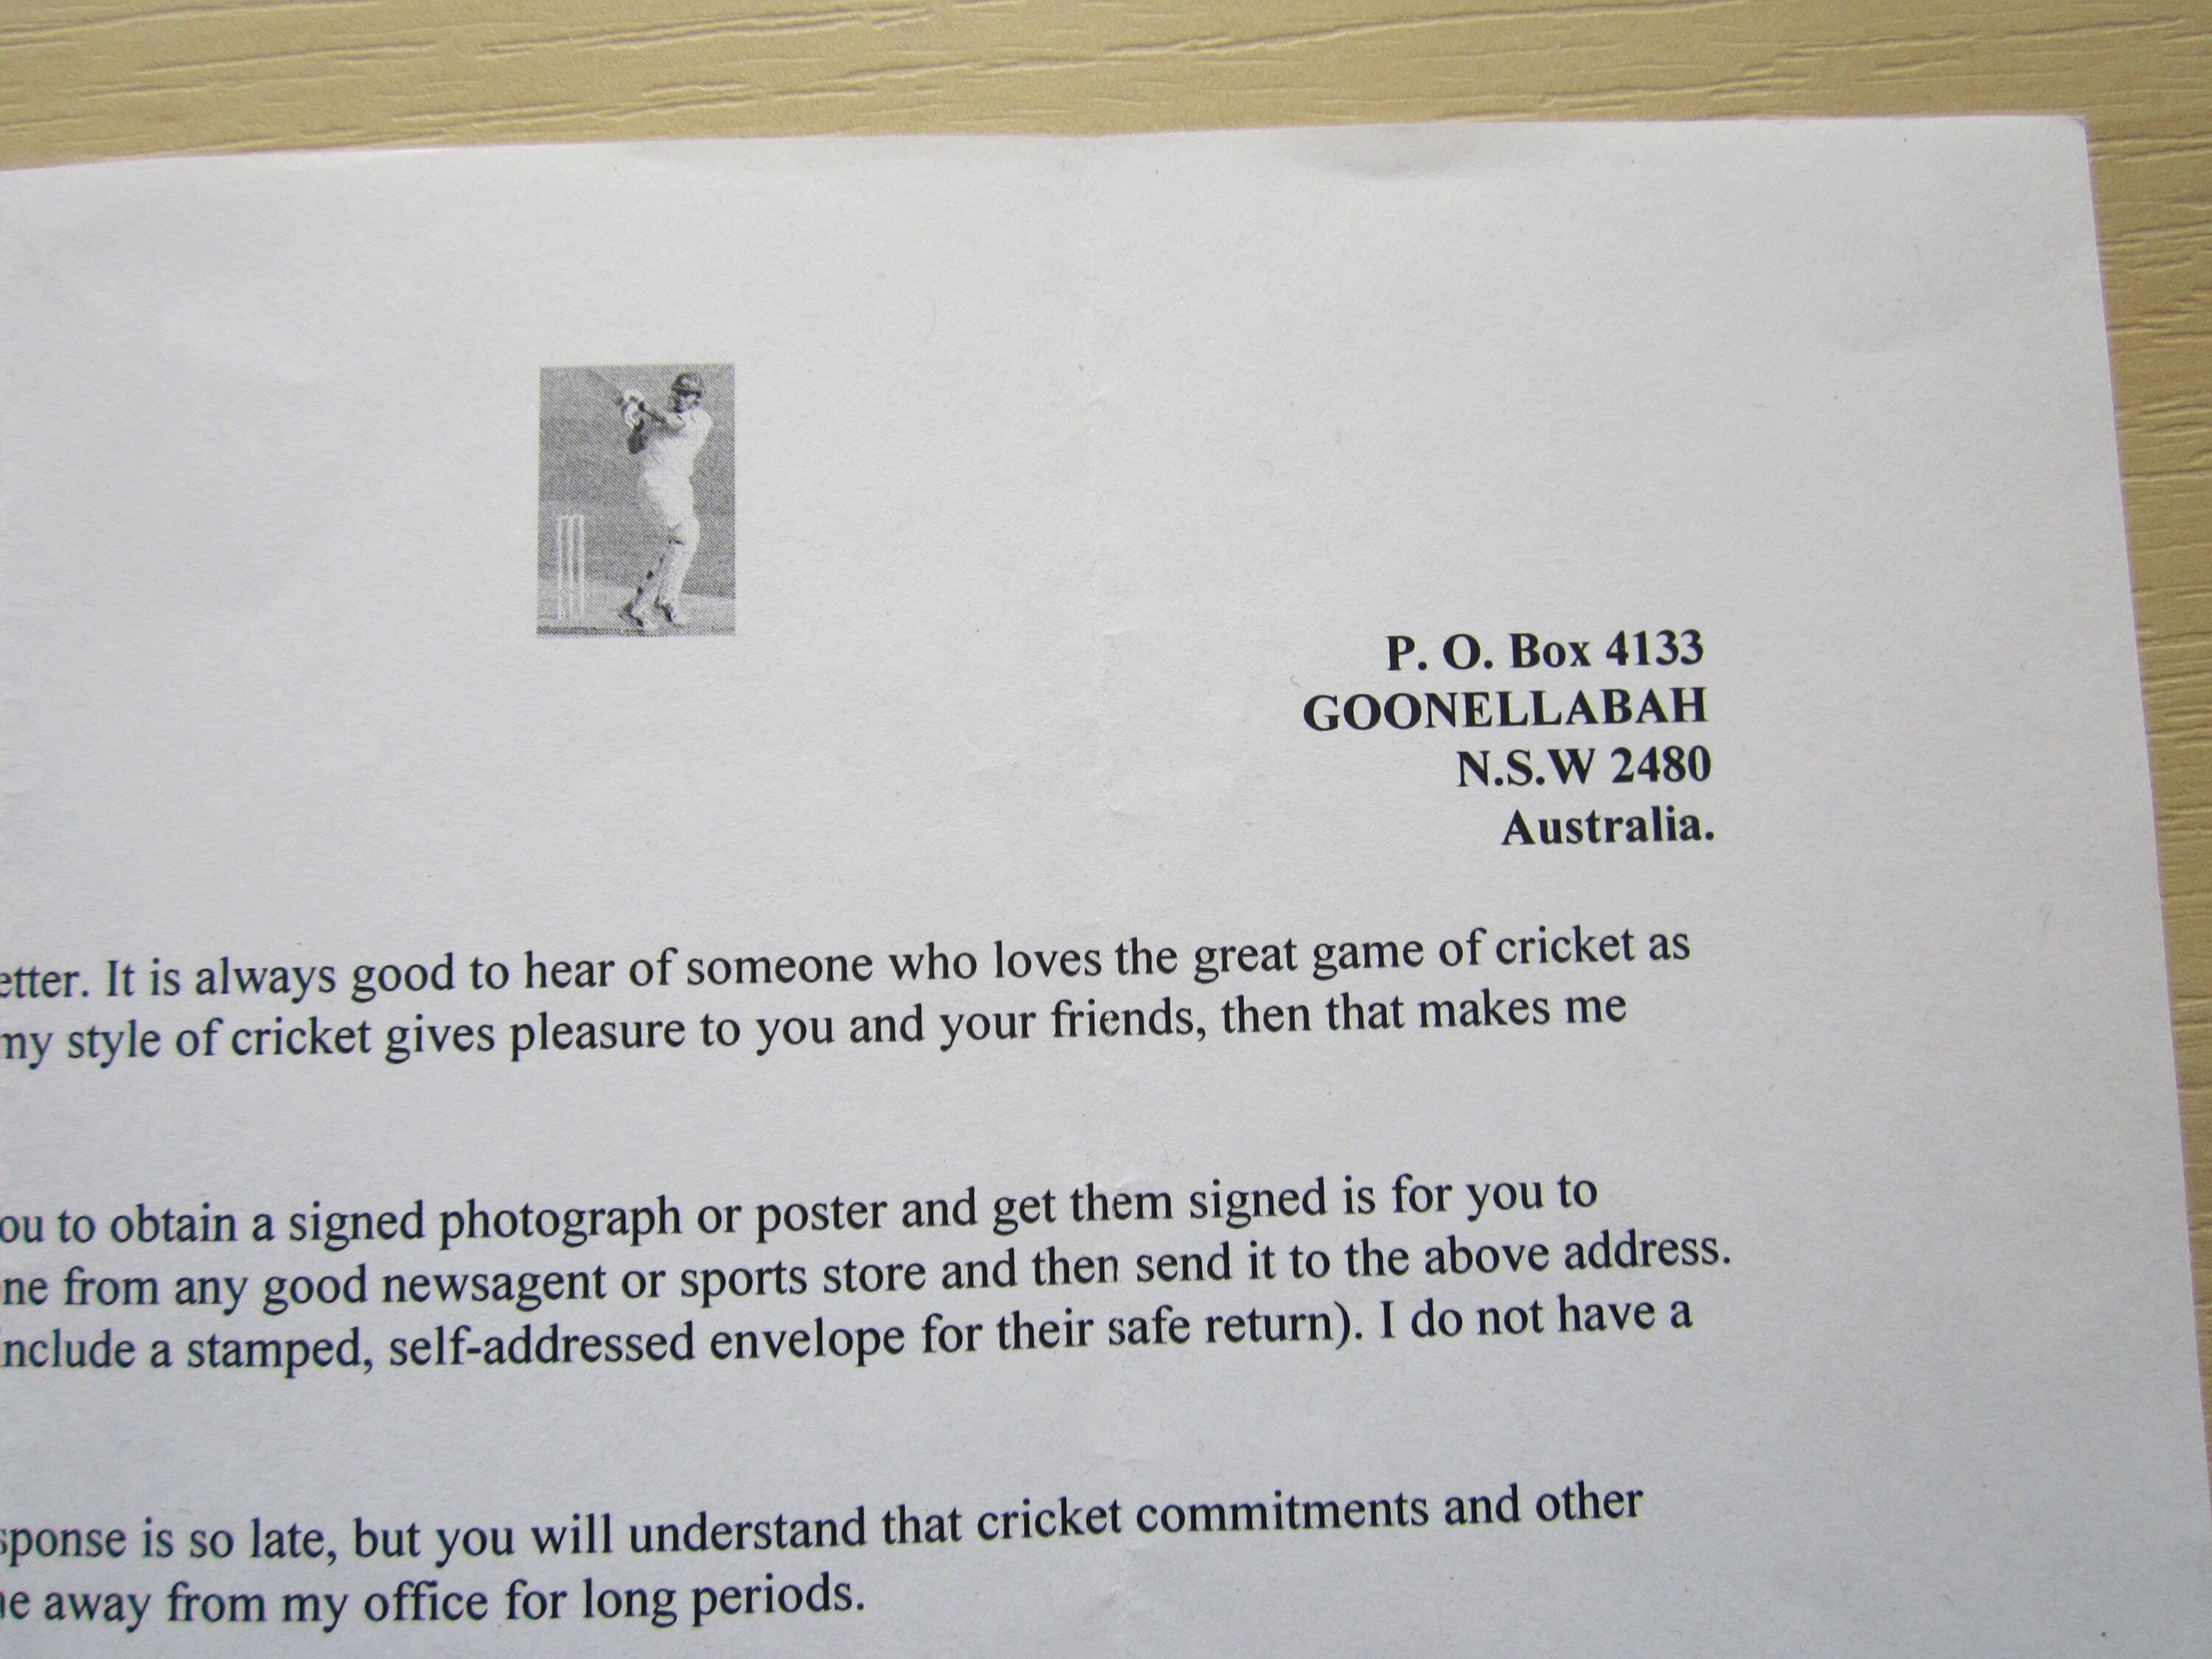 P. O. Box 4133
GOONELLABAH
N.S.W 2480
Australia.
etter. It is always good to hear of someone who loves the great game of cricket as
my style of cricket gives pleasure to you and your friends, then that makes me
ou to obtain a signed photograph or poster and get them signed is for you to
ne from any good newsagent or sports store and then send it to the above address.
include a stamped, self-addressed envelope for their safe return). I do not have a
sponse is so late, but you will understand that cricket commitments and other
e away from my office for long periods.